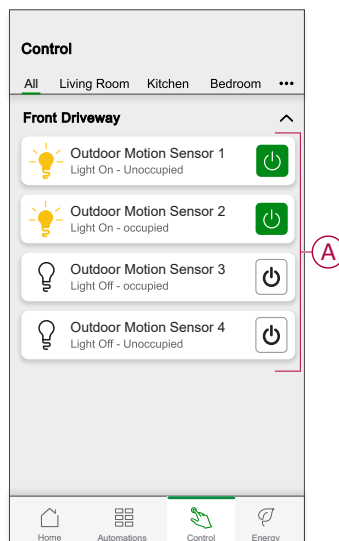 Control
All Living Room Kitchen Bedroom •••
Front Driveway
Outdoor Motion Sensor 1
Light On - Unoccupied
Outdoor Motion Sensor 2
Light On - occupied
Outdoor Motion Sensor 3
Light Off - occupied
Outdoor Motion Sensor 4
Light Off - Unoccupied
A
Home Automations Control Energy